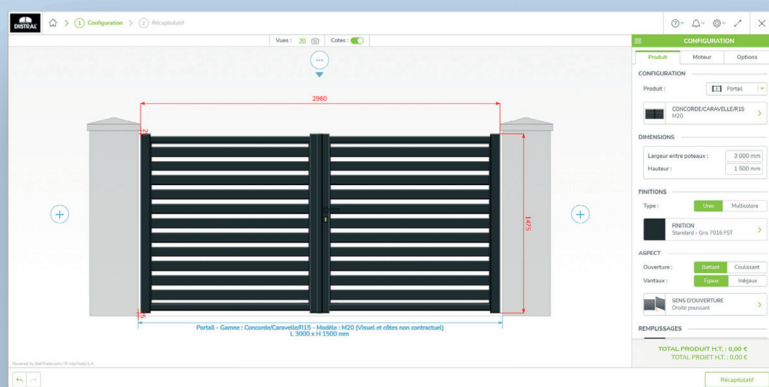 DISTRAL
1 Configuration
2 Récapitulatif
Vues : 2D
Cotes :
CONFIGURATION
Produit Moteur Options
CONFIGURATION
Produit : Portail
CONCORDE/CARAVELLE/R15
M20
DIMENSIONS
Largeur entre poteaux : 3 000 mm
Hauteur : 1 500 mm
FINITIONS
Type : Unie Multicolore
FINITION
Standard - Gris 7016 FST
ASPECT
Ouverture : Battant Coulissant
Vantaux : Égaux Inégaux
SENS D'OUVERTURE
Droite poussant
REMPLISSAGES
TOTAL PRODUIT H.T. : 0,00 €
TOTAL PROJET H.T. : 0,00 €
Récapitulatif
2960
1475
Portail - Gamme : Concorde/Caravelle/R15 - Modèle : M20 (Visuel et côtes non contractuel)
L 3000 x H 1500 mm